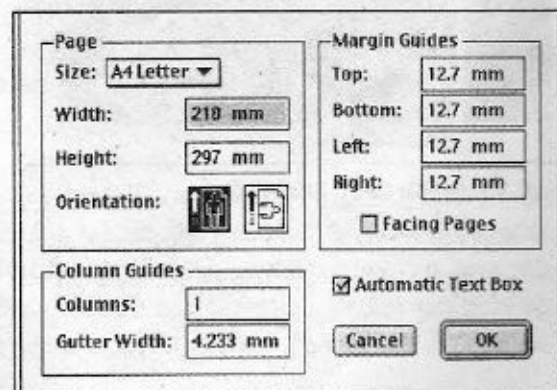 Page
Size: A4 Letter
Width: 210 mm
Height: 297 mm
Orientation:
Margin Guides
Top: 12.7 mm
Bottom: 12.7 mm
Left: 12.7 mm
Right: 12.7 mm
Facing Pages
Column Guides
Columns: 1
Gutter Width: 4.233 mm
Automatic Text Box
Cancel OK